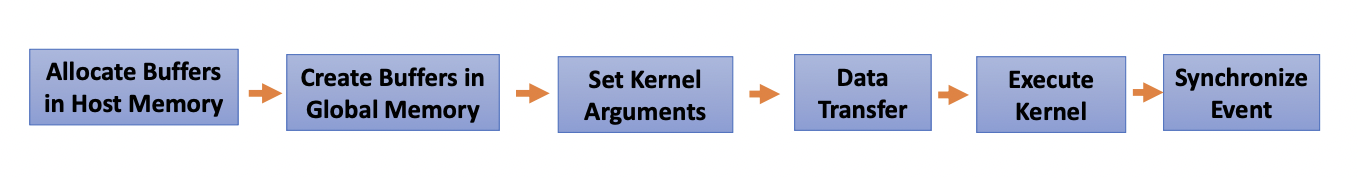 Allocate Buffers
in Host Memory
Create Buffers in
Global Memory
Set Kernel
Arguments
Data
Transfer
Execute
Kernel
Synchronize
Event